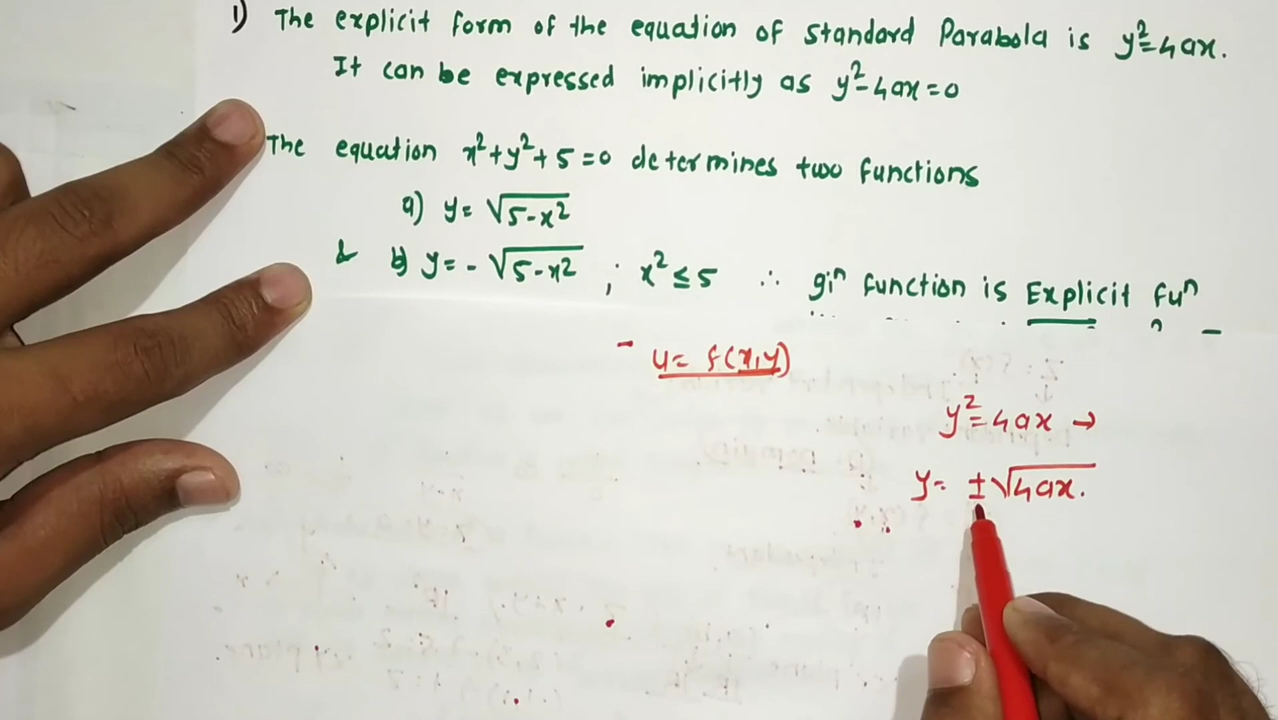 1) The explicit form of the equation of standard Parabola is y²=4ax.
It can be expressed implicitly as y²-4ax=0
The equation x²+y²+5=0 determines two functions
a) y= √5-x²
& b) y=-√5-x² ; x²≤5 ∴ giⁿ function is Explicit fuⁿ
- u= f(x,y)
y²=4ax →
y= ±√4ax.